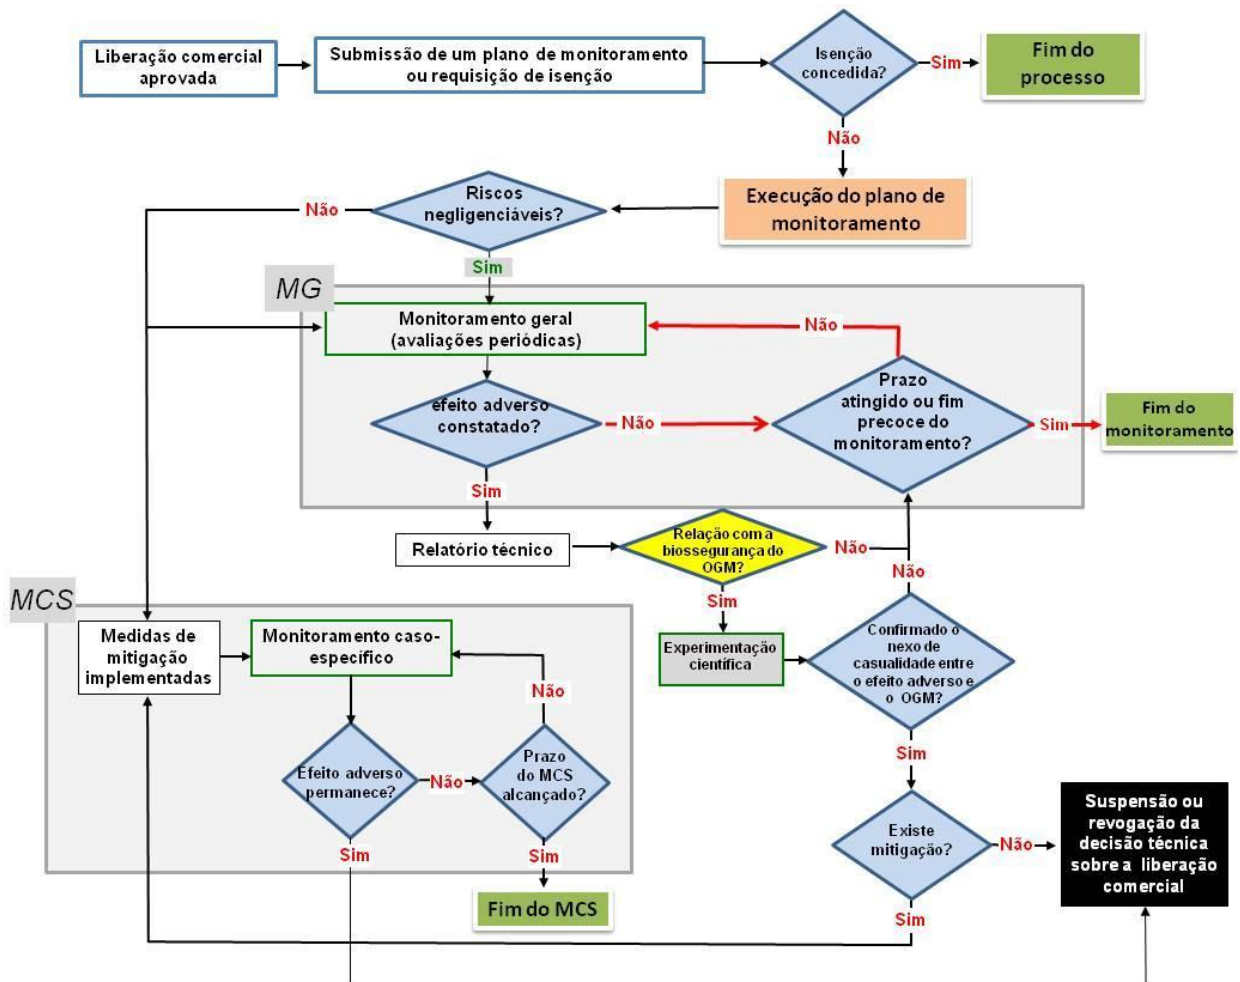 Liberação comercial
aprovada
Submissão de um plano de monitoramento
ou requisição de isenção
Isenção
concedida?
Sim
Fim do
processo
Não
Execução do plano de
monitoramento
Riscos
negligenciáveis?
Não
Sim
MG
Monitoramento geral
(avaliações periódicas)
Não
efeito adverso
constatado?
Não
Prazo
atingido ou fim
precoce do
monitoramento?
Sim
Fim do
monitoramento
Sim
Relatório técnico
Relação com a
biossegurança do
OGM?
Não
Não
Sim
Experimentação
científica
Confirmado o
nexo de
casualidade entre
o efeito adverso e
o OGM?
Sim
MCS
Medidas de
mitigação
implementadas
Monitoramento caso-
específico
Não
Efeito adverso
permanece?
Não
Prazo
do MCS
alcançado?
Sim
Sim
Fim do MCS
Existe
mitigação?
Não
Suspensão ou
revogação da
decisão técnica
sobre a liberação
comercial
Sim